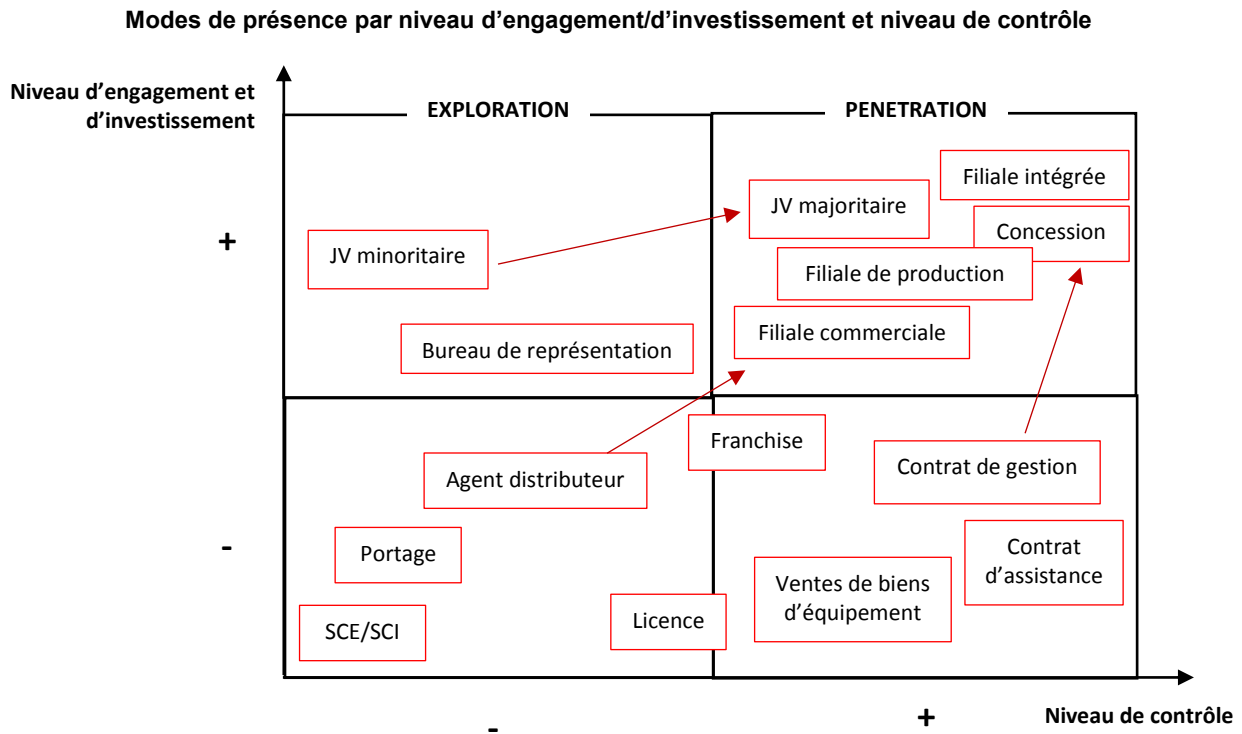 Modes de présence par niveau d’engagement/d’investissement et niveau de contrôle
Niveau d’engagement et
d’investissement
EXPLORATION
PENETRATION
Filiale intégrée
JV majoritaire
Concession
+
JV minoritaire
Filiale de production
Filiale commerciale
Bureau de représentation
Franchise
Contrat de gestion
Agent distributeur
-
Portage
Contrat
d’assistance
Ventes de biens
d’équipement
Licence
SCE/SCI
-
+
Niveau de contrôle